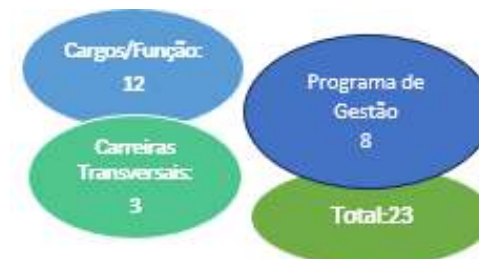 Cargos/Função:
12
Carreiras
Transversais:
3
Programa de
Gestão
8
Total:23